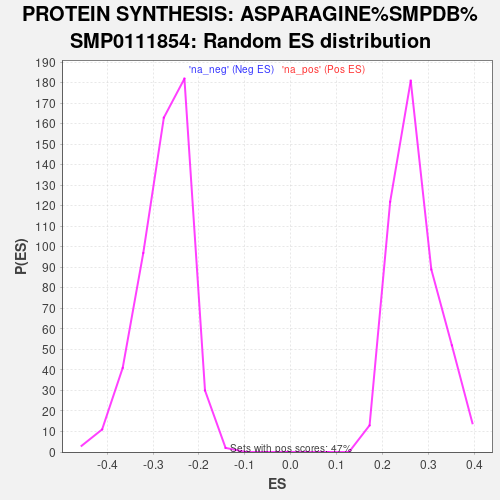 PROTEIN SYNTHESIS: ASPARAGINE%SMPDB%
SMP0111854: Random ES distribution
'na_neg' (Neg ES) 'na_pos' (Pos ES)
190
180
170
160
150
140
130
120
110
100
90
80
70
60
50
40
30
20
10
0
P(ES)
Sets with pos scores: 47%
-0.4 -0.3 -0.2 -0.1 0.0 0.1 0.2 0.3 0.4
ES